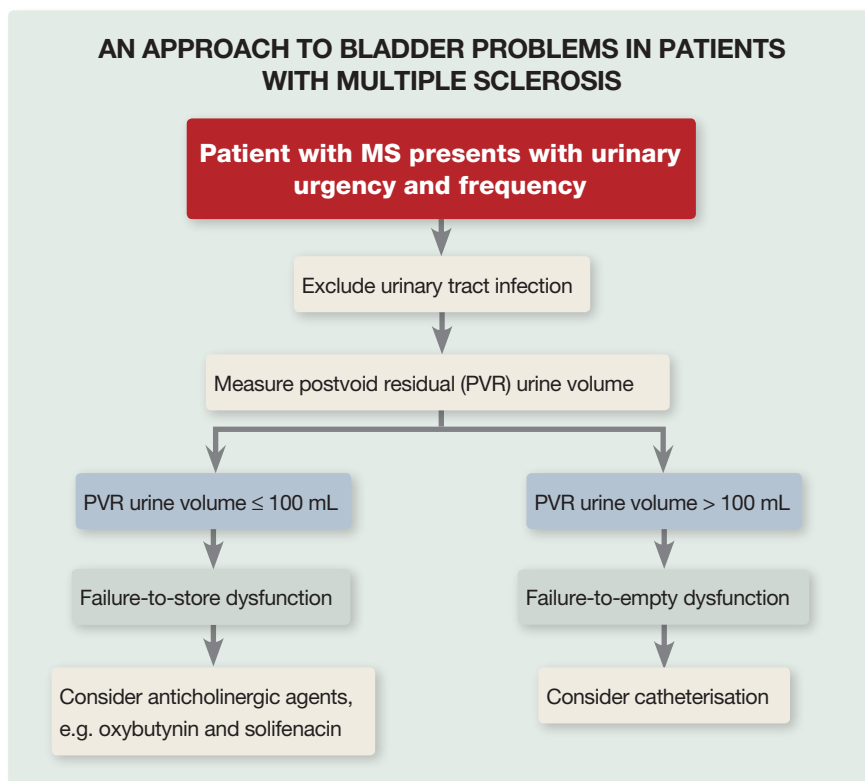 AN APPROACH TO BLADDER PROBLEMS IN PATIENTS
WITH MULTIPLE SCLEROSIS
Patient with MS presents with urinary
urgency and frequency
Exclude urinary tract infection
Measure postvoid residual (PVR) urine volume
PVR urine volume ≤ 100 mL
PVR urine volume > 100 mL
Failure-to-store dysfunction
Failure-to-empty dysfunction
Consider anticholinergic agents,
e.g. oxybutynin and solifenacin
Consider catheterisation